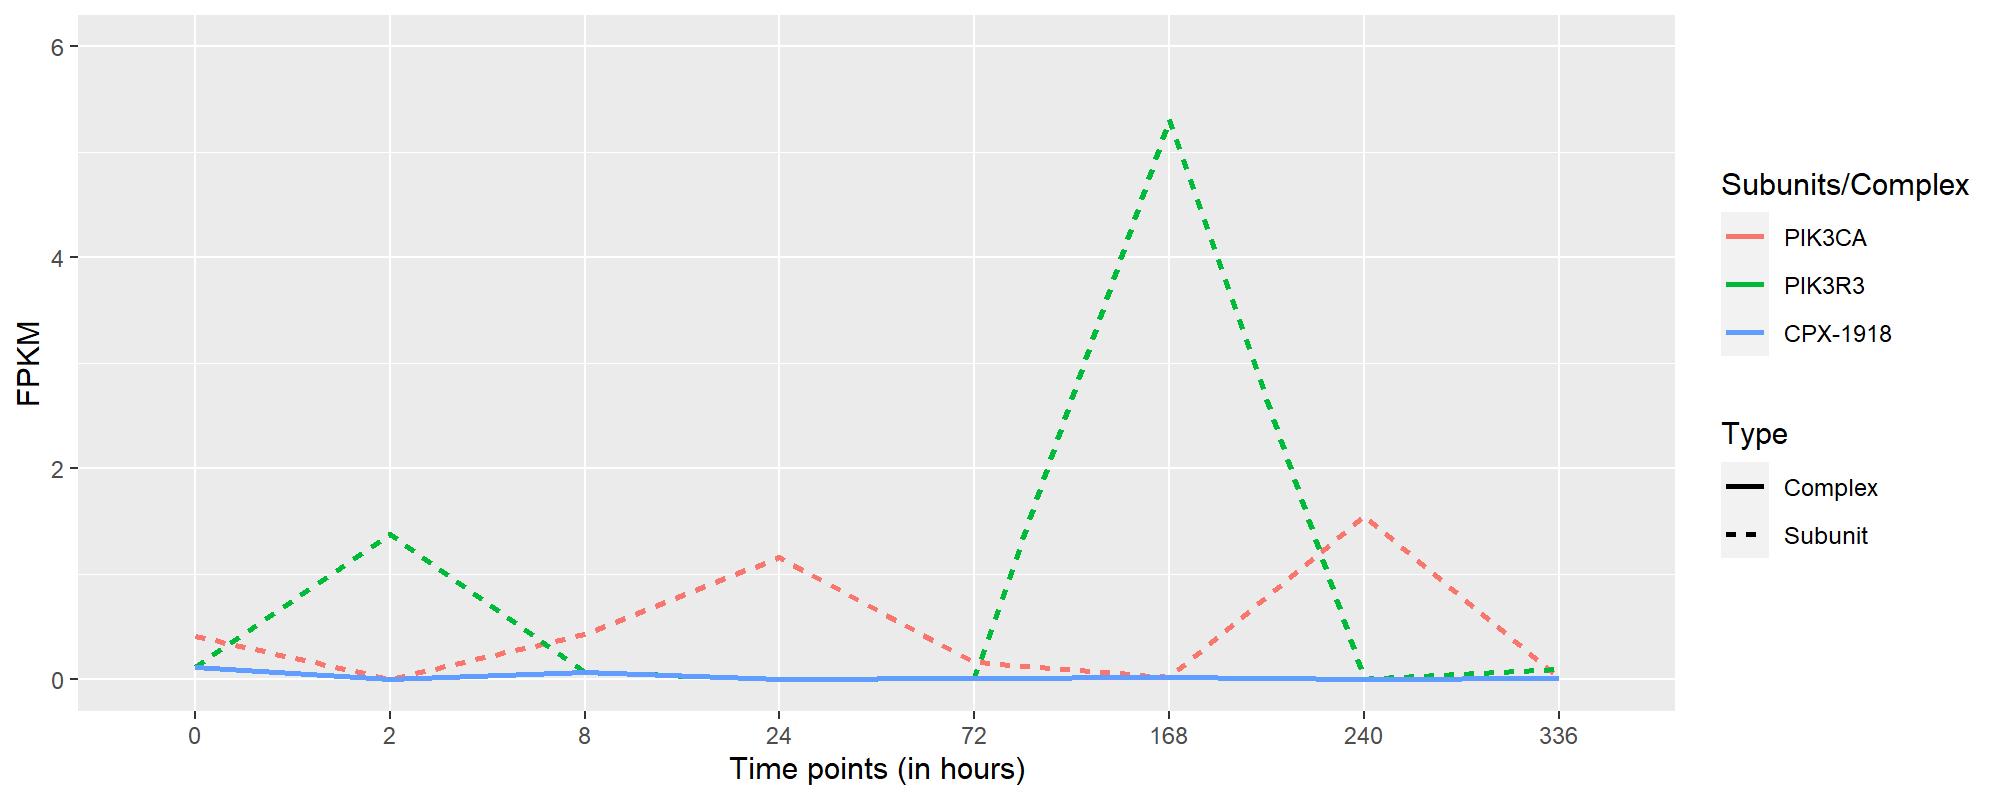 6
4
2
0
FPKM
0 2 8 24 72 168 240 336
Time points (in hours)
Subunits/Complex
PIK3CA
PIK3R3
CPX-1918
Type
Complex
Subunit